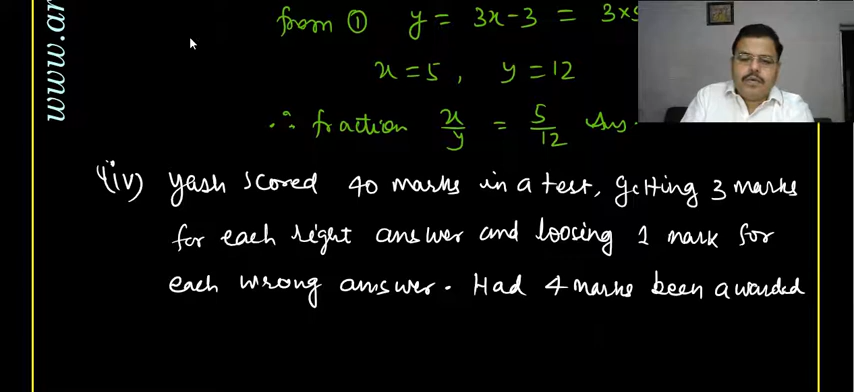 www.ar
from ① y = 3x-3 = 3×5
x = 5 , y = 12
∴ fraction x/y = 5/12 Ans.
(iv) Yash scored 40 marks in a test, getting 3 marks
for each right answer and loosing 1 mark for
each wrong answer. Had 4 marks been awarded